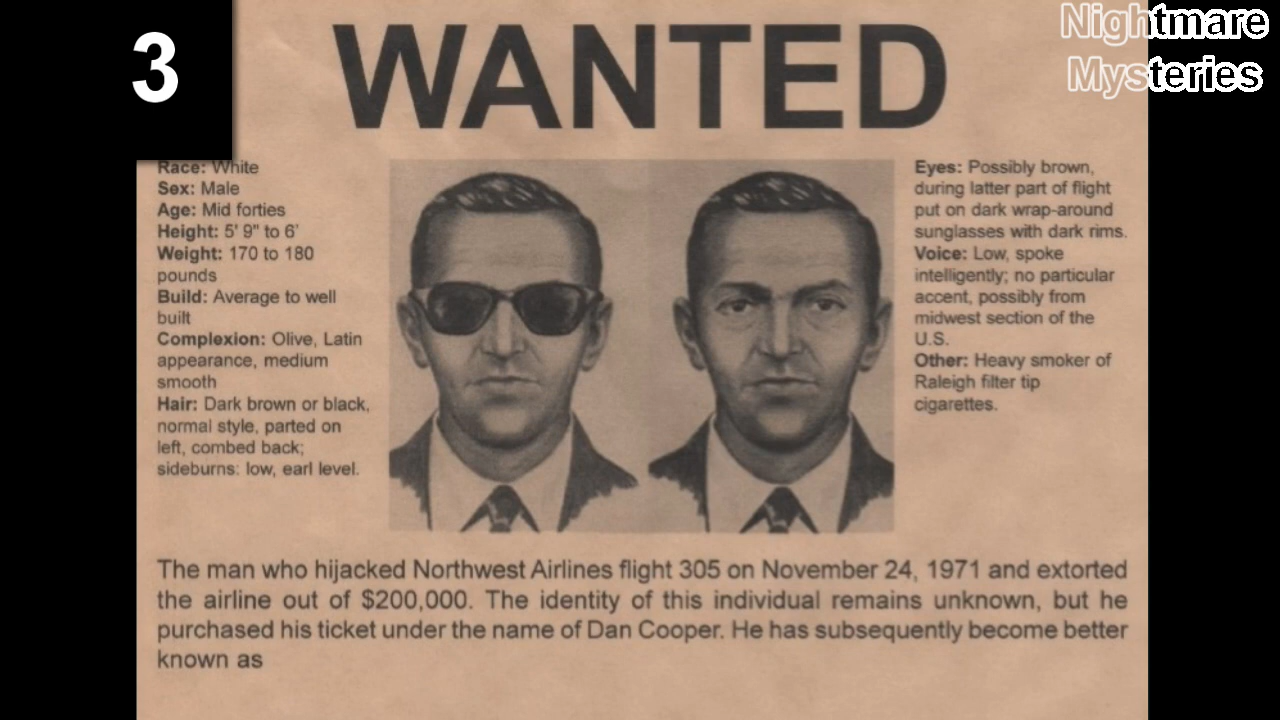 3
Nightmare
Mysteries
WANTED
Race: White
Sex: Male
Age: Mid forties
Height: 5' 9" to 6'
Weight: 170 to 180
pounds
Build: Average to well
built
Complexion: Olive, Latin
appearance, medium
smooth
Hair: Dark brown or black,
normal style, parted on
left, combed back;
sideburns: low, earl level.
Eyes: Possibly brown,
during latter part of flight
put on dark wrap-around
sunglasses with dark rims.
Voice: Low, spoke
intelligently; no particular
accent, possibly from
midwest section of the
U.S.
Other: Heavy smoker of
Raleigh filter tip
cigarettes.
The man who hijacked Northwest Airlines flight 305 on November 24, 1971 and extorted
the airline out of $200,000. The identity of this individual remains unknown, but he
purchased his ticket under the name of Dan Cooper. He has subsequently become better
known as